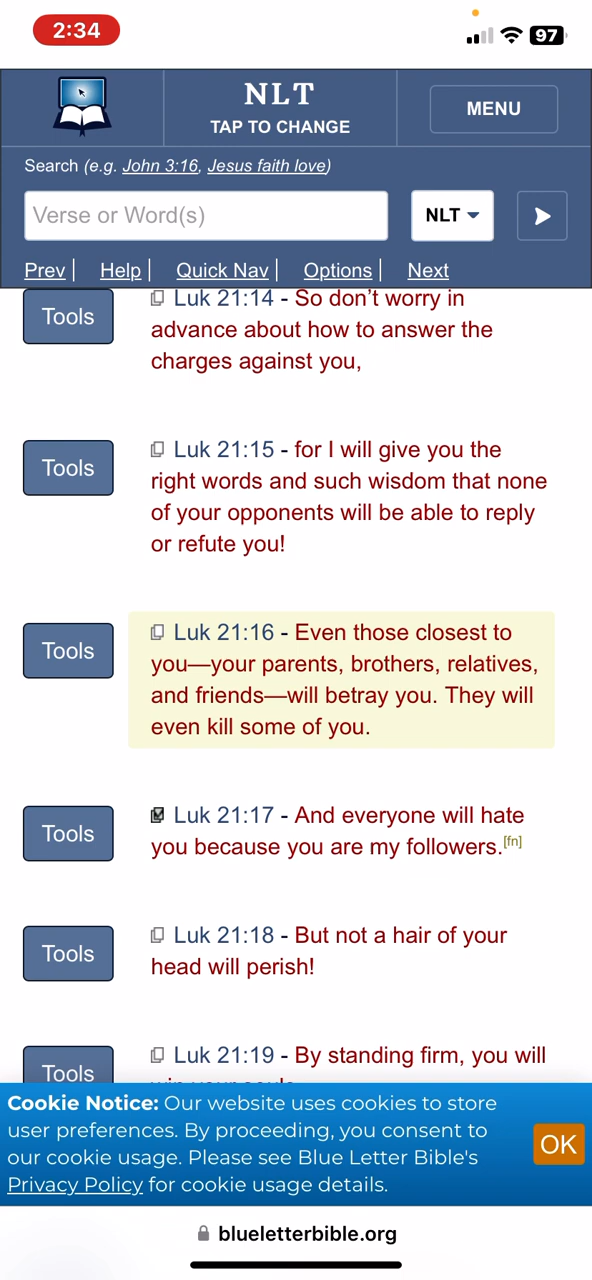 2:34
97
NLT
TAP TO CHANGE
MENU
Search (e.g. John 3:16, Jesus faith love)
Verse or Word(s)
NLT
Prev | Help | Quick Nav | Options | Next
Tools
Luk 21:14 - So don’t worry in
advance about how to answer the
charges against you,
Tools
Luk 21:15 - for I will give you the
right words and such wisdom that none
of your opponents will be able to reply
or refute you!
Tools
Luk 21:16 - Even those closest to
you—your parents, brothers, relatives,
and friends—will betray you. They will
even kill some of you.
Tools
Luk 21:17 - And everyone will hate
you because you are my followers.[fn]
Tools
Luk 21:18 - But not a hair of your
head will perish!
Tools
Luk 21:19 - By standing firm, you will
Cookie Notice: Our website uses cookies to store
user preferences. By proceeding, you consent to
our cookie usage. Please see Blue Letter Bible's
Privacy Policy for cookie usage details.
OK
blueletterbible.org